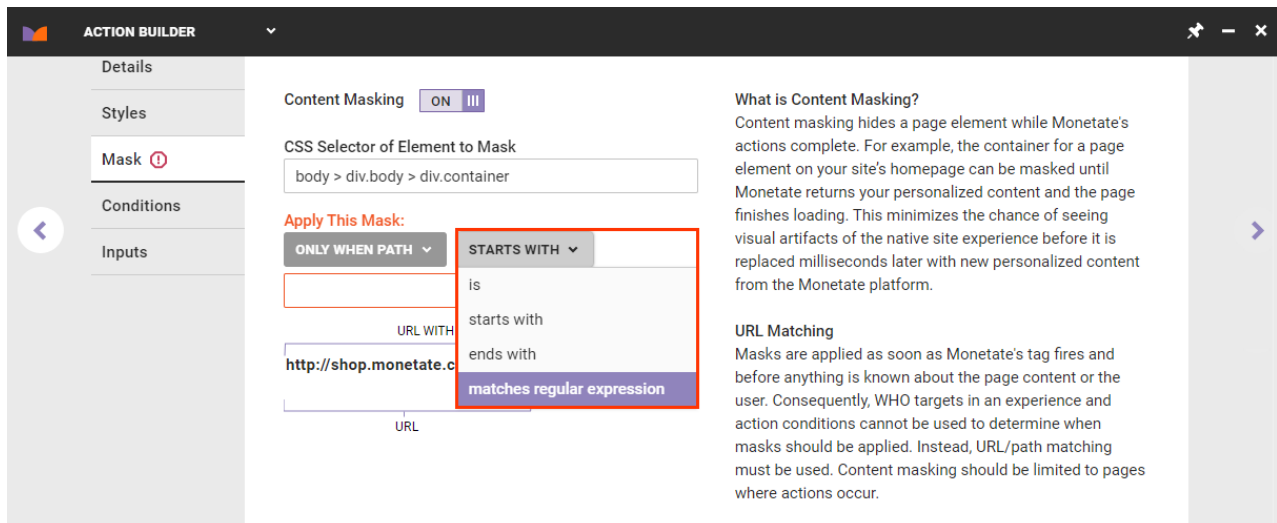 ACTION BUILDER
Details
Styles
Mask
Conditions
Inputs
Content Masking ON
CSS Selector of Element to Mask
body > div.body > div.container
Apply This Mask:
ONLY WHEN PATH STARTS WITH
is
starts with
ends with
matches regular expression
URL WITH
http://shop.monetate.c
URL
What is Content Masking?
Content masking hides a page element while Monetate's
actions complete. For example, the container for a page
element on your site's homepage can be masked until
Monetate returns your personalized content and the page
finishes loading. This minimizes the chance of seeing
visual artifacts of the native site experience before it is
replaced milliseconds later with new personalized content
from the Monetate platform.
URL Matching
Masks are applied as soon as Monetate's tag fires and
before anything is known about the page content or the
user. Consequently, WHO targets in an experience and
action conditions cannot be used to determine when
masks should be applied. Instead, URL/path matching
must be used. Content masking should be limited to pages
where actions occur.